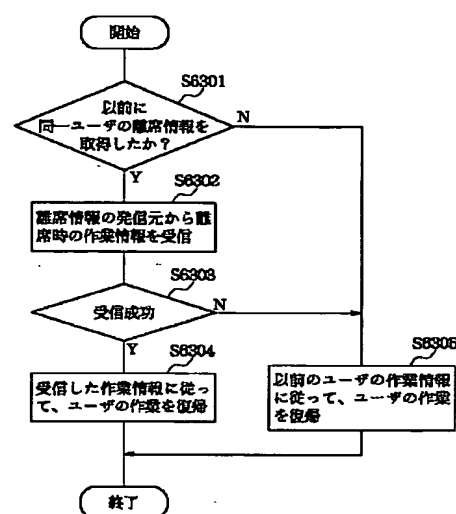 開始
S6301
以前に
同一ユーザの離席情報を
取得したか?
N
Y
S6302
離席情報の発信元から離
席時の作業情報を受信
S6303
受信成功
N
Y
S6304
受信した作業情報に従っ
て、ユーザの作業を復帰
S6305
以前のユーザの作業情報
に従って、ユーザの作業
を復帰
終了